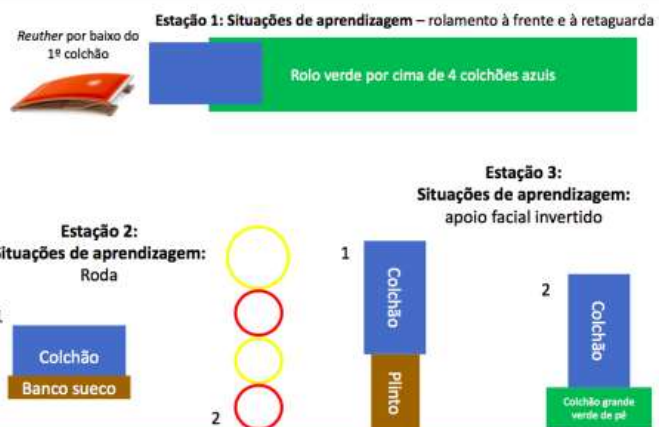 Estação 1: Situações de aprendizagem – rolamento à frente e à retaguarda
Reuther por baixo do
1º colchão
Rolo verde por cima de 4 colchões azuis
Estação 2:
Situações de aprendizagem:
Roda
1
Colchão
Banco sueco
2
Estação 3:
Situações de aprendizagem:
apoio facial invertido
1
Colchão
Plinto
2
Colchão
Colchão grande
verde de pé